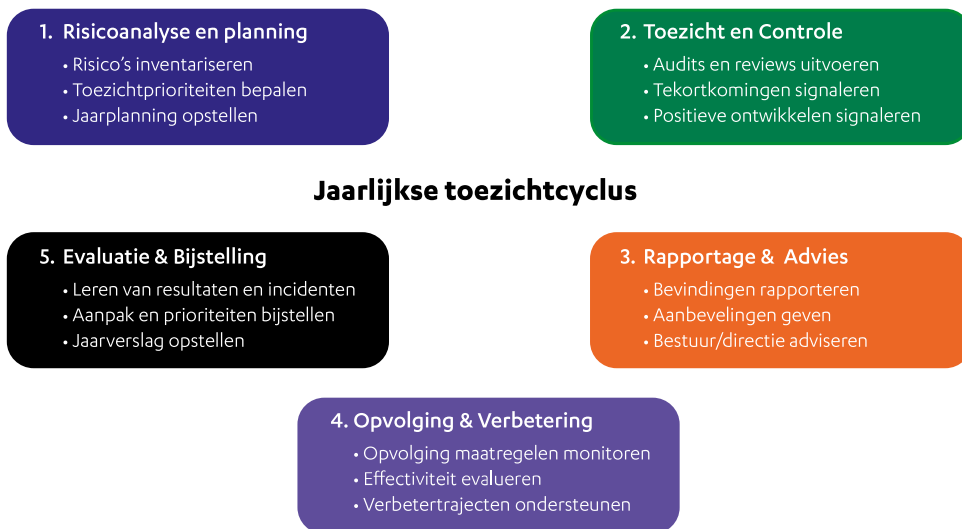 1. Risicoanalyse en planning
• Risico's inventariseren
• Toezichtprioriteiten bepalen
• Jaarplanning opstellen
2. Toezicht en Controle
• Audits en reviews uitvoeren
• Tekortkomingen signaleren
• Positieve ontwikkelen signaleren
Jaarlijkse toezichtcyclus
5. Evaluatie & Bijstelling
• Leren van resultaten en incidenten
• Aanpak en prioriteiten bijstellen
• Jaarverslag opstellen
3. Rapportage & Advies
• Bevindingen rapporteren
• Aanbevelingen geven
• Bestuur/directie adviseren
4. Opvolging & Verbetering
• Opvolging maatregelen monitoren
• Effectiviteit evalueren
• Verbetertrajecten ondersteunen